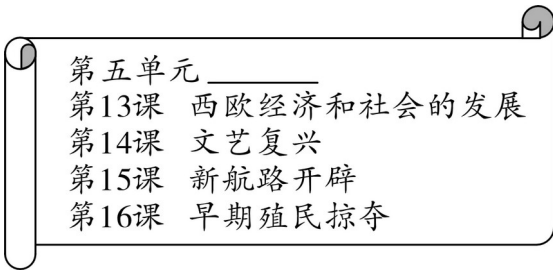 第五单元______
第13课 西欧经济和社会的发展
第14课 文艺复兴
第15课 新航路开辟
第16课 早期殖民掠夺